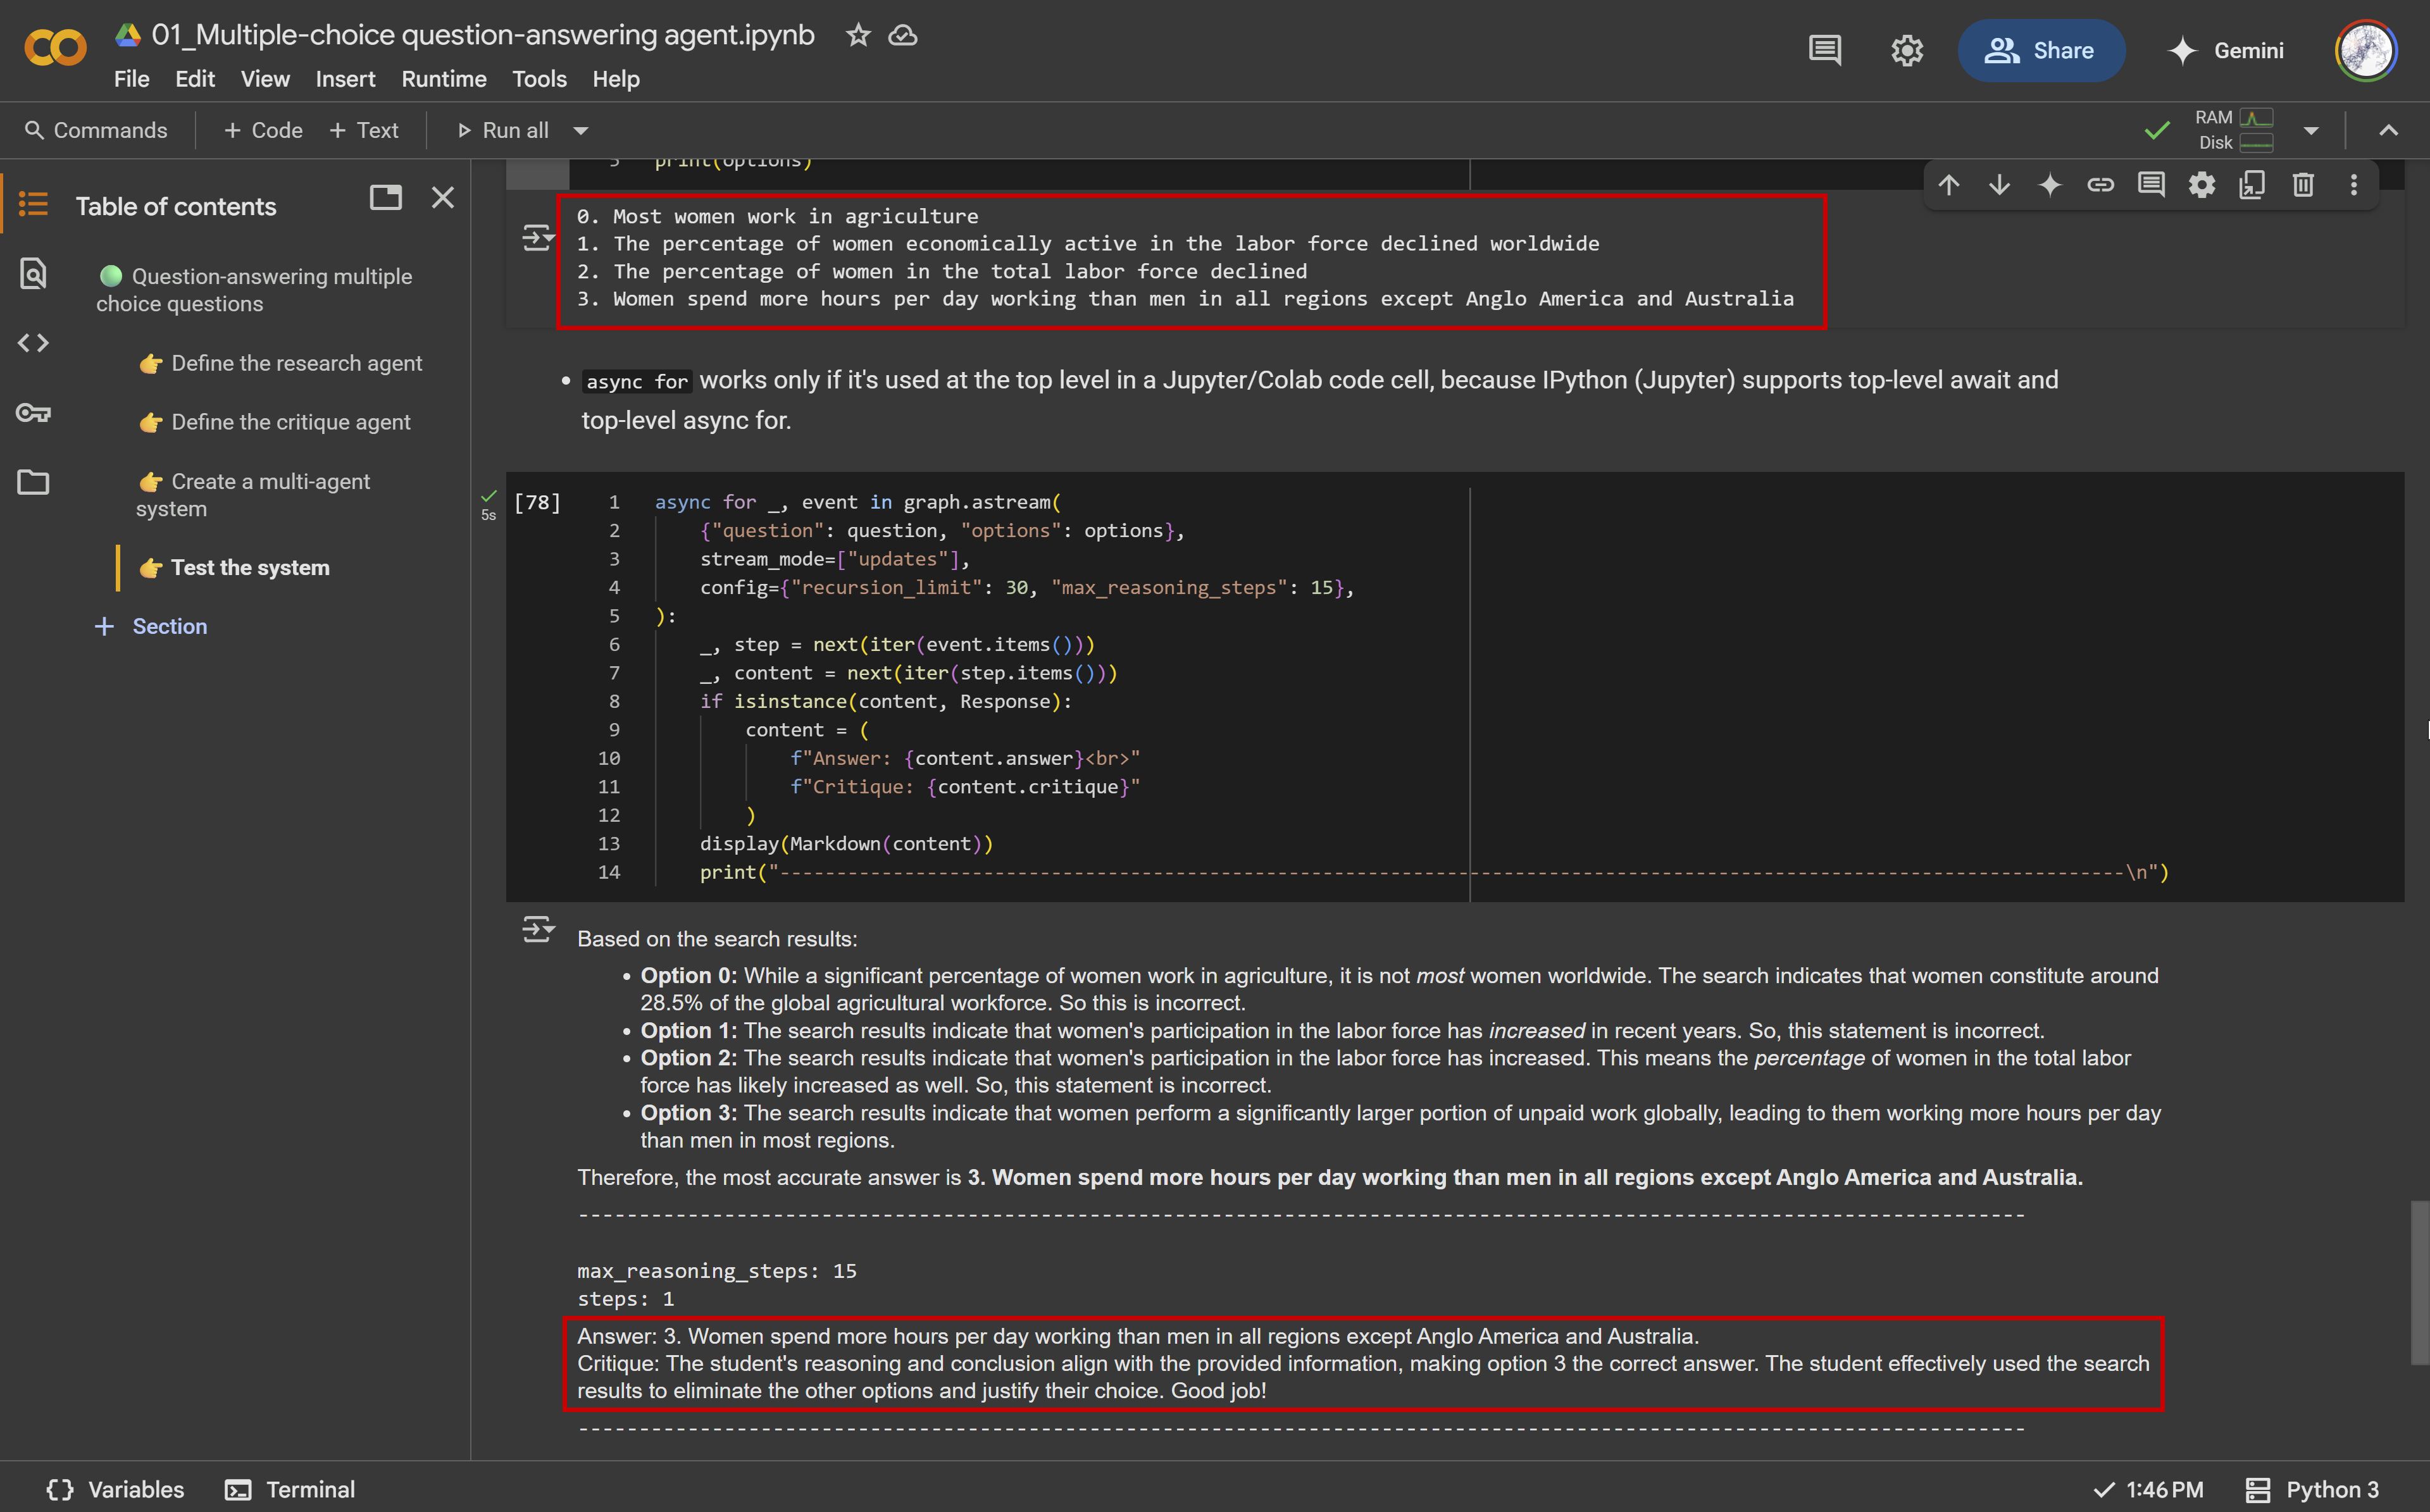 01_Multiple-choice question-answering agent.ipynb
File Edit View Insert Runtime Tools Help
Share
Gemini
Commands + Code + Text Run all
RAM
Disk
Table of contents
Question-answering multiple
choice questions
👉 Define the research agent
👉 Define the critique agent
👉 Create a multi-agent
system
👉 Test the system
+ Section
5 print(options)
0. Most women work in agriculture
1. The percentage of women economically active in the labor force declined worldwide
2. The percentage of women in the total labor force declined
3. Women spend more hours per day working than men in all regions except Anglo America and Australia
• async for works only if it's used at the top level in a Jupyter/Colab code cell, because IPython (Jupyter) supports top-level await and
top-level async for.
5s
[78]
1 async for _, event in graph.astream(
2 {"question": question, "options": options},
3 stream_mode=["updates"],
4 config={"recursion_limit": 30, "max_reasoning_steps": 15},
5 ):
6 _, step = next(iter(event.items()))
7 _, content = next(iter(step.items()))
8 if isinstance(content, Response):
9 content = (
10 f"Answer: {content.answer}<br>"
11 f"Critique: {content.critique}"
12 )
13 display(Markdown(content))
14 print("-----------------------------------------------------------------------------------------------------------------------\n")
Based on the search results:
• Option 0: While a significant percentage of women work in agriculture, it is not most women worldwide. The search indicates that women constitute around
28.5% of the global agricultural workforce. So this is incorrect.
• Option 1: The search results indicate that women's participation in the labor force has increased in recent years. So, this statement is incorrect.
• Option 2: The search results indicate that women's participation in the labor force has increased. This means the percentage of women in the total labor
force has likely increased as well. So, this statement is incorrect.
• Option 3: The search results indicate that women perform a significantly larger portion of unpaid work globally, leading to them working more hours per day
than men in most regions.
Therefore, the most accurate answer is 3. Women spend more hours per day working than men in all regions except Anglo America and Australia.
-----------------------------------------------------------------------------------------------------------------------
max_reasoning_steps: 15
steps: 1
Answer: 3. Women spend more hours per day working than men in all regions except Anglo America and Australia.
Critique: The student's reasoning and conclusion align with the provided information, making option 3 the correct answer. The student effectively used the search
results to eliminate the other options and justify their choice. Good job!
-----------------------------------------------------------------------------------------------------------------------
{} Variables Terminal
1:46 PM Python 3